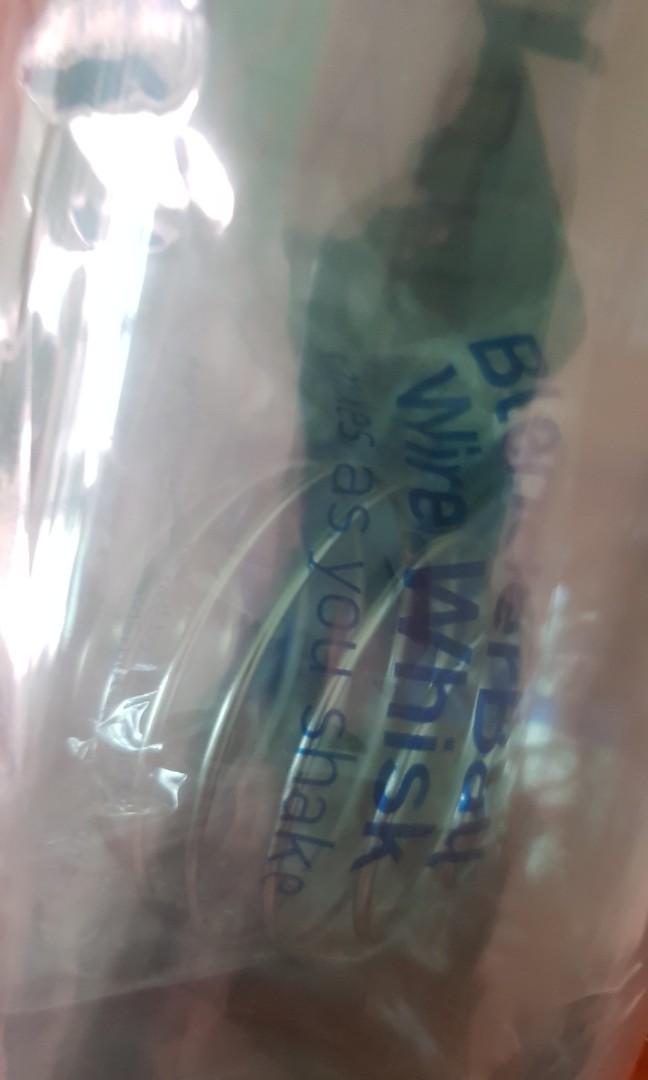 BlenderBall
Wire Whisk
as you shake